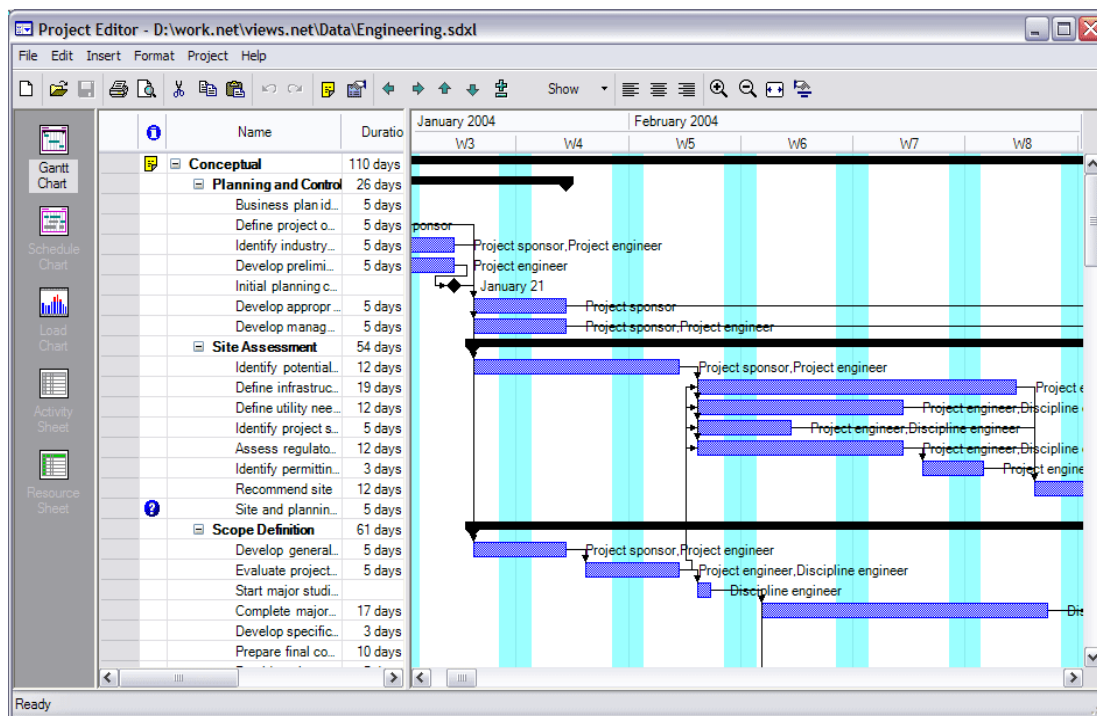 Project Editor - D:\work.net\views.net\Data\Engineering.sdxl
File Edit Insert Format Project Help
Show
Gantt Chart
Schedule Chart
Load Chart
Activity Sheet
Resource Sheet
Name Duratio January 2004 February 2004
W3 W4 W5 W6 W7 W8
Conceptual 110 days
Planning and Control 26 days
Business plan id... 5 days
Define project o... 5 days ponsor
Identify industry... 5 days Project sponsor,Project engineer
Develop prelimi... 5 days Project engineer
Initial planning c... January 21
Develop appropr... 5 days Project sponsor
Develop manag... 5 days Project sponsor,Project engineer
Site Assessment 54 days
Identify potential... 12 days Project sponsor,Project engineer
Define infrastruc... 19 days Project e
Define utility nee... 12 days Project engineer,Discipline e
Identify project s... 5 days Project engineer,Discipline engineer
Assess regulato... 12 days Project engineer,Discipline e
Identify permittin... 3 days Project engine
Recommend site 12 days
Site and plannin... 5 days
Scope Definition 61 days
Develop general... 5 days Project sponsor,Project engineer
Evaluate project... 5 days Project engineer,Discipline engineer
Start major studi... Discipline engineer
Complete major... 17 days Dis
Develop specific... 3 days
Prepare final co... 10 days
Ready